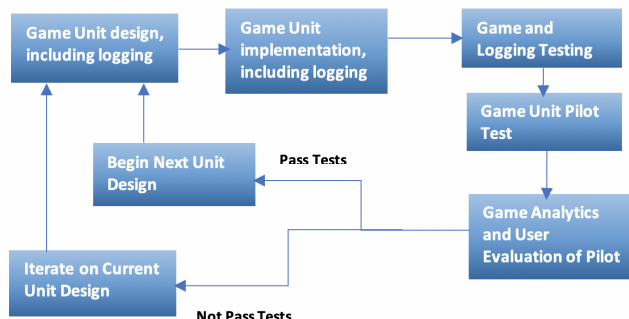 Game Unit design,
including logging
Game Unit
implementation,
including logging
Game and
Logging Testing
Game Unit Pilot
Test
Begin Next Unit
Design
Pass Tests
Game Analytics
and User
Evaluation of Pilot
Iterate on Current
Unit Design
Not Pass Tests